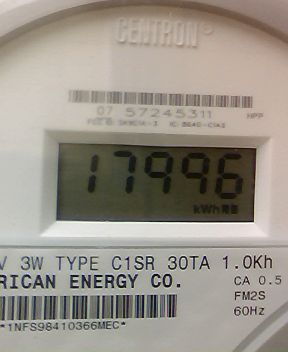 CENTRON®
07 57245311 HPP
17996
kWh
V 3W TYPE C1SR 30TA 1.0Kh
RICAN ENERGY CO. CA 0.5
FM2S
*1NFS98410366MEC* 60Hz